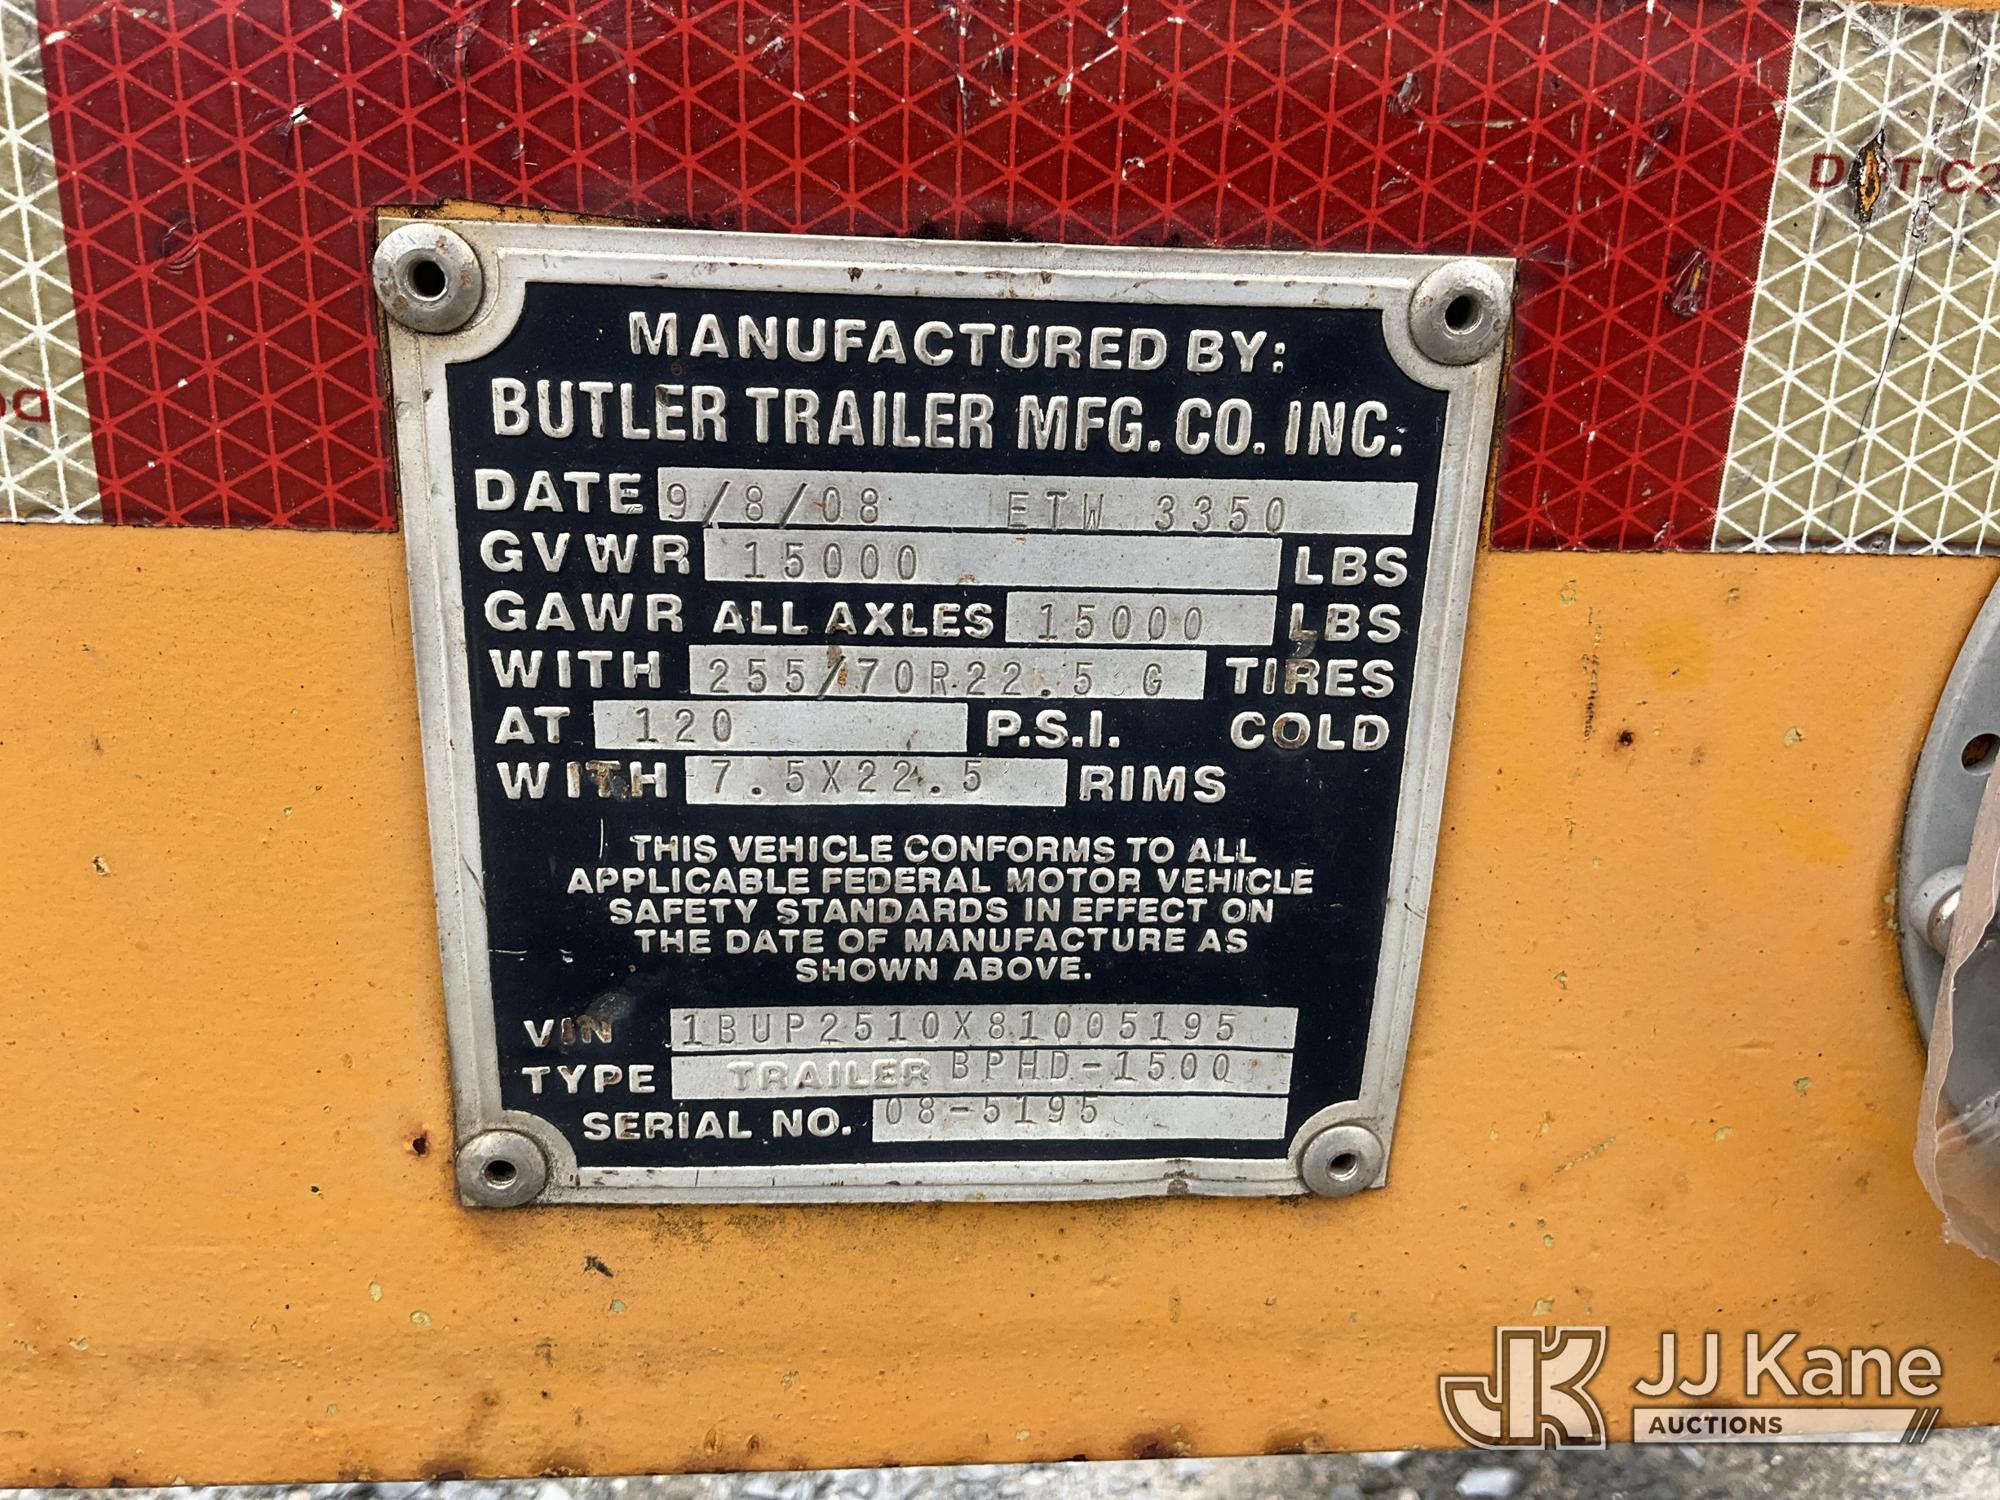 MANUFACTURED BY:
BUTLER TRAILER MFG. CO. INC.
DATE 9/8/08 ETW 3350
GVWR 15000 LBS
GAWR ALL AXLES 15000 LBS
WITH 255/70R22.5 G TIRES
AT 120 P.S.I. COLD
WITH 7.5X22.5 RIMS
THIS VEHICLE CONFORMS TO ALL
APPLICABLE FEDERAL MOTOR VEHICLE
SAFETY STANDARDS IN EFFECT ON
THE DATE OF MANUFACTURE AS
SHOWN ABOVE.
VIN 1BUP2510X81005195
TYPE TRAILER BPHD-1500
SERIAL NO. 08-5195
JJ Kane
AUCTIONS